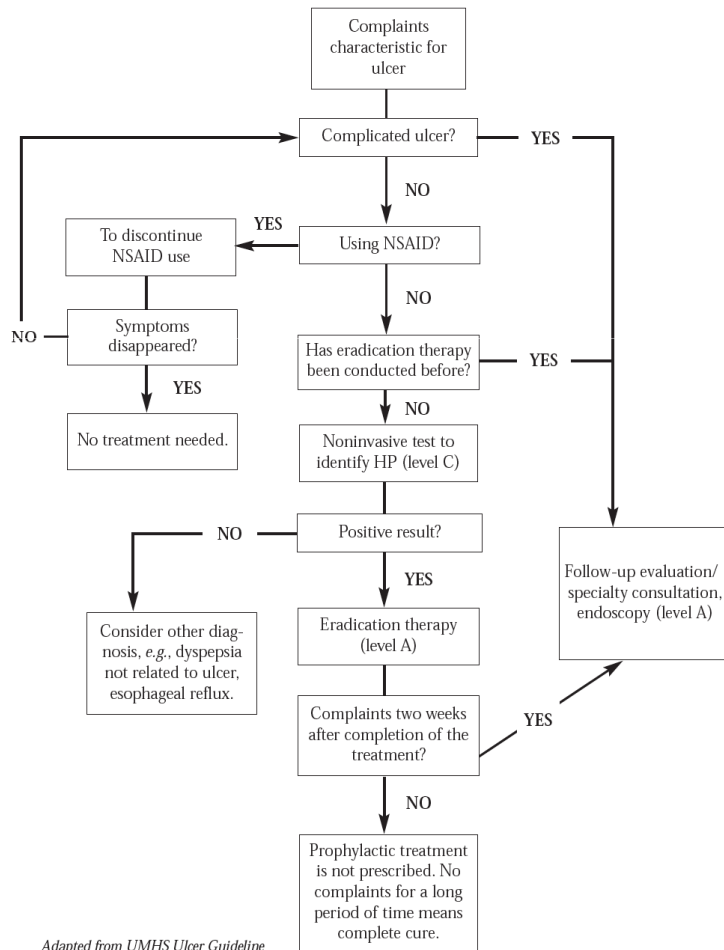 Complaints
characteristic for
ulcer
Complicated ulcer?
YES
NO
YES
To discontinue
NSAID use
Using NSAID?
NO
NO
Symptoms
disappeared?
Has eradication therapy
been conducted before?
YES
YES
NO
No treatment needed.
Noninvasive test to
identify HP (level C)
NO
Positive result?
YES
Follow-up evaluation/
specialty consultation,
endoscopy (level A)
Consider other diag-
nosis, e.g., dyspepsia
not related to ulcer,
esophageal reflux.
Eradication therapy
(level A)
Complaints two weeks
after completion of the
treatment?
YES
NO
Prophylactic treatment
is not prescribed. No
complaints for a long
period of time means
complete cure.
Adapted from UMHS Ulcer Guideline